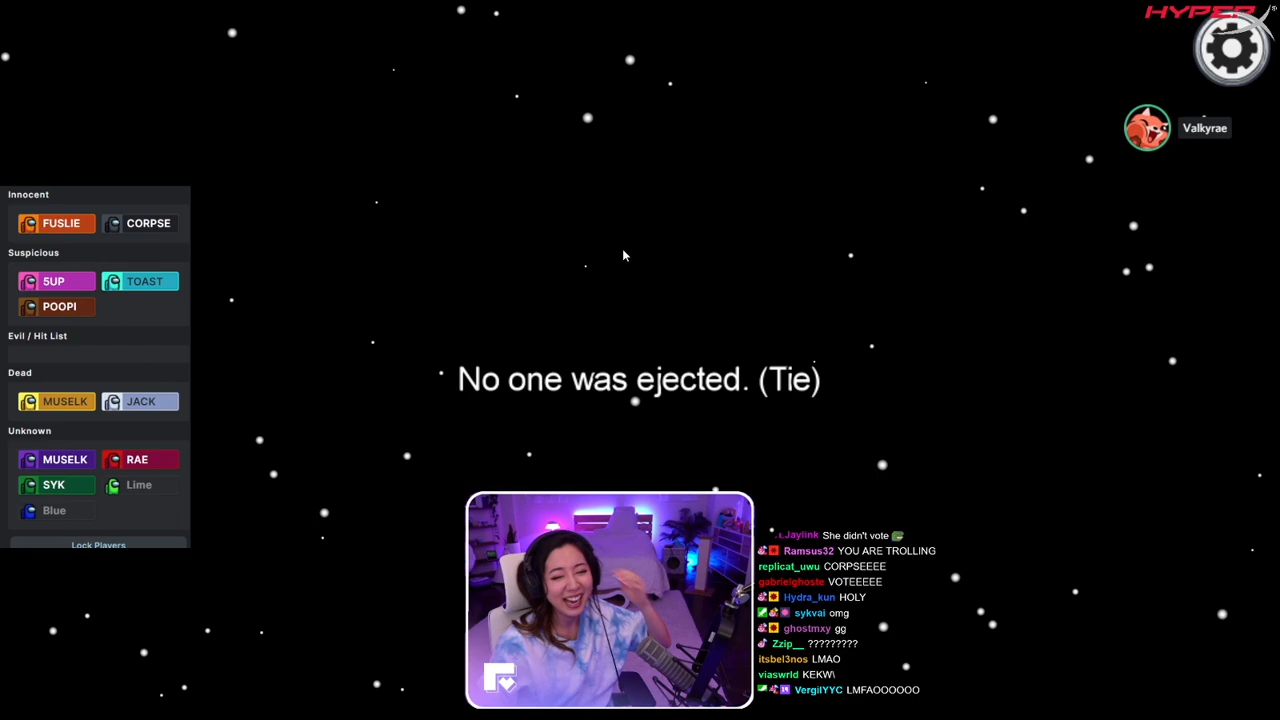 HYPERX
Valkyrae
Innocent
FUSLIE
CORPSE
Suspicious
5UP
TOAST
POOPI
Evil / Hit List
Dead
MUSELK
JACK
Unknown
MUSELK
RAE
SYK
Lime
Blue
Lock Players
No one was ejected. (Tie)
LJaylink She didn't vote
Ramsus32 YOU ARE TROLLING
replicat_uwu CORPSEEEE
gabrielghoste VOTEEEEE
Hydra_kun HOLY
sykvai omg
ghostmxy gg
Zzip__ ?????????
itsbel3nos LMAO
viaswrld KEKW\
VergilYYC LMFAOOOOOO